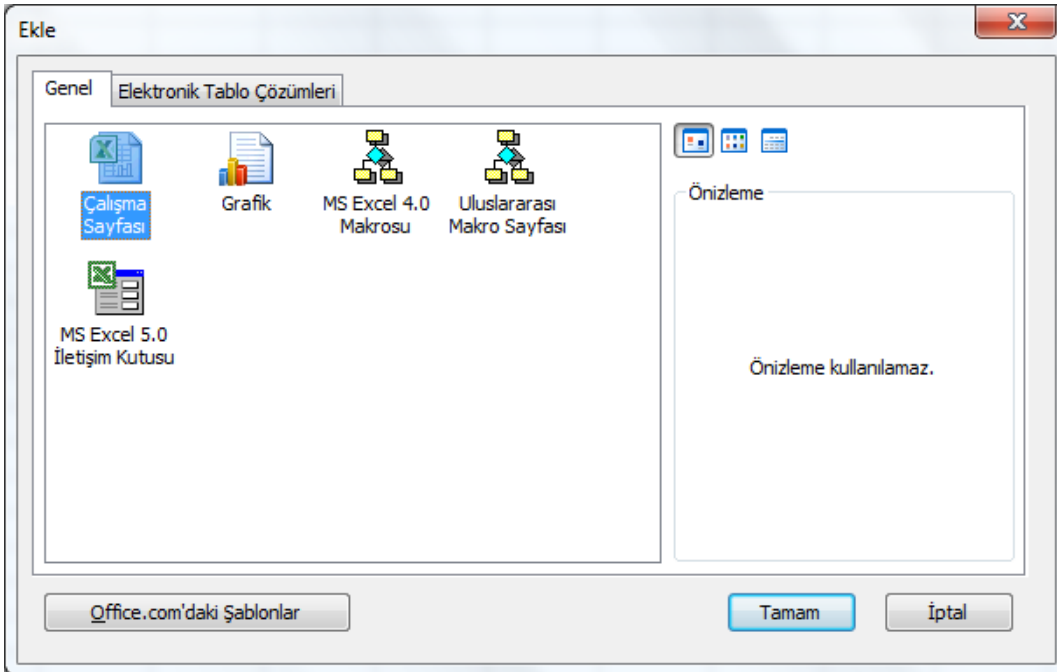 Ekle
Genel
Elektronik Tablo Çözümleri
Çalışma
Sayfası
Grafik
MS Excel 4.0
Makrosu
Uluslararası
Makro Sayfası
MS Excel 5.0
İletişim Kutusu
Önizleme
Önizleme kullanılamaz.
Office.com'daki Şablonlar
Tamam
İptal